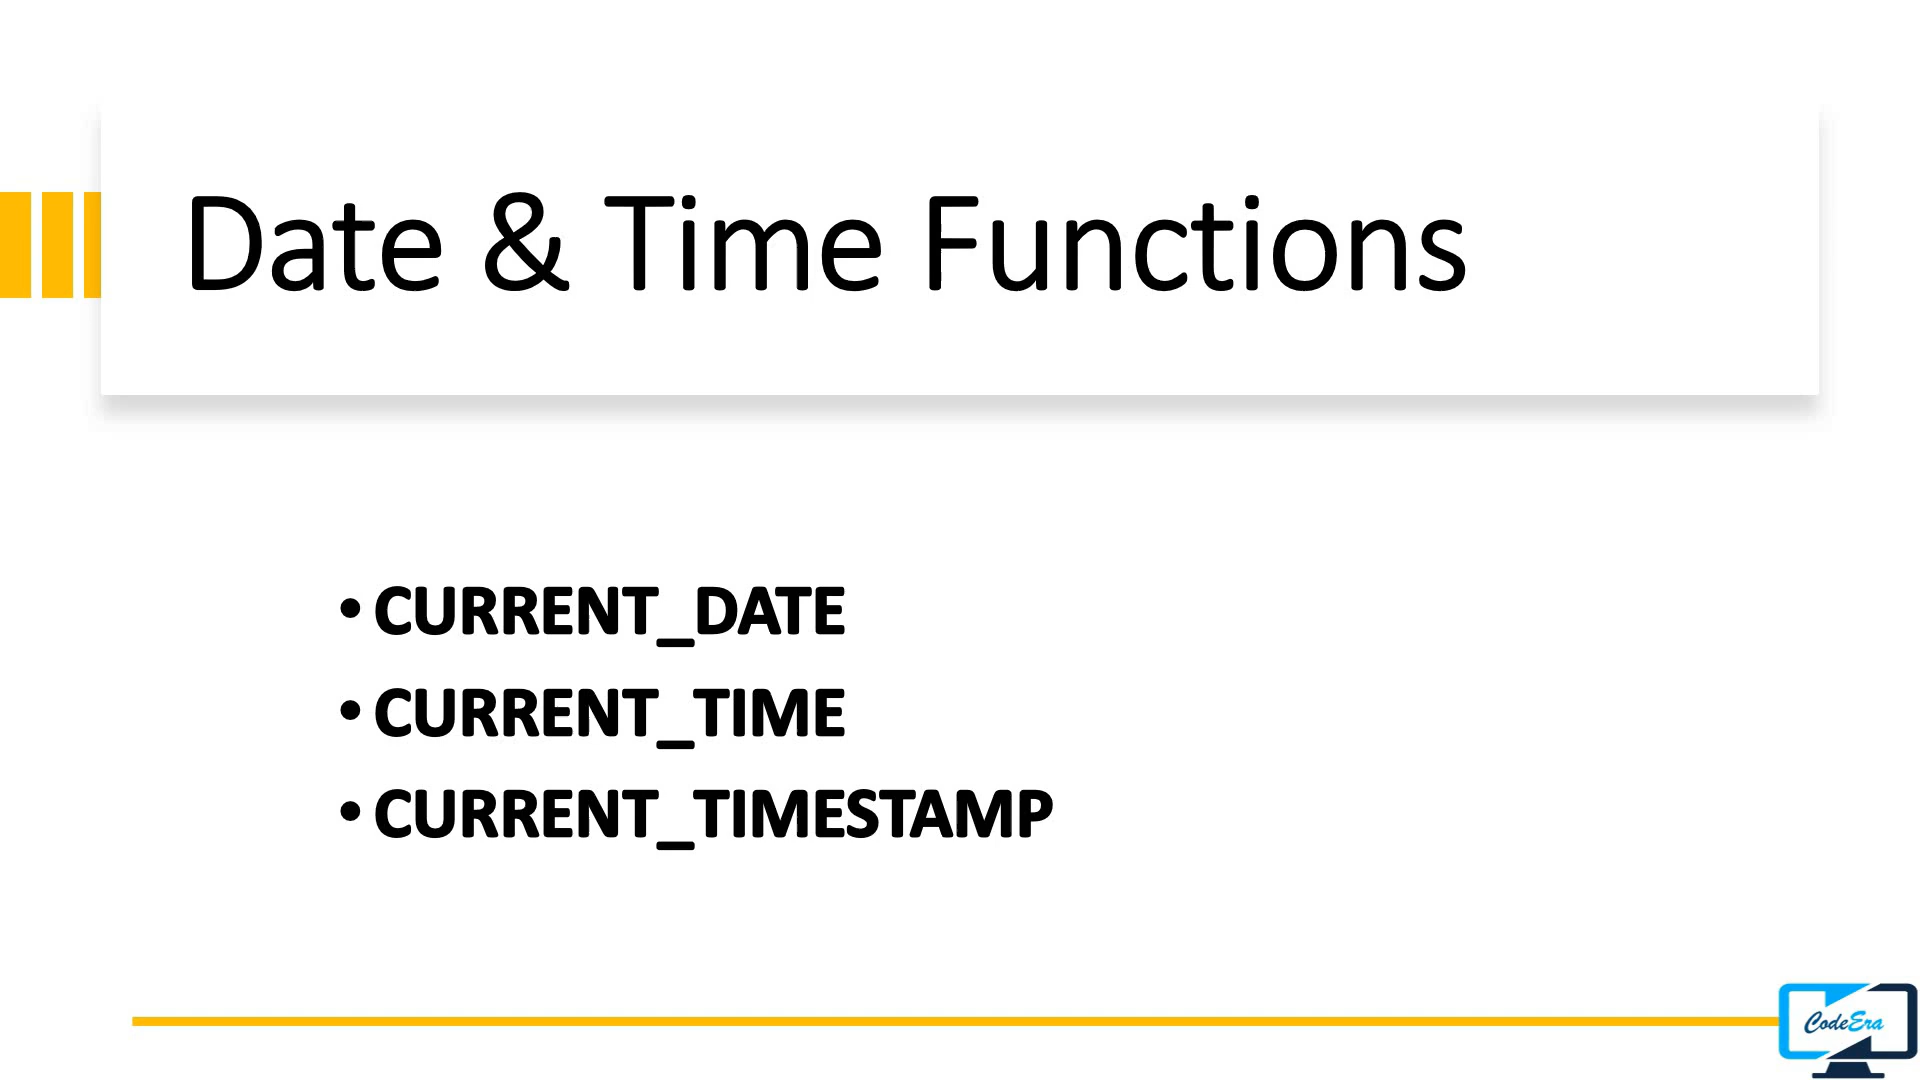 Date & Time Functions
• CURRENT_DATE
• CURRENT_TIME
• CURRENT_TIMESTAMP
CodeEra